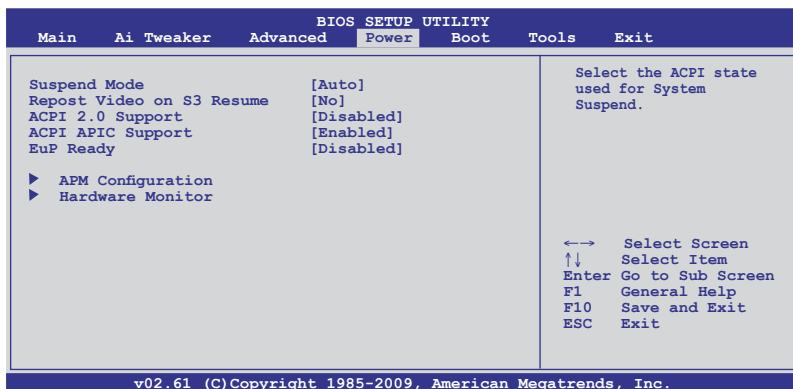 BIOS SETUP UTILITY
Main Ai Tweaker Advanced Power Boot Tools Exit
Suspend Mode [Auto]
Repost Video on S3 Resume [No]
ACPI 2.0 Support [Disabled]
ACPI APIC Support [Enabled]
EuP Ready [Disabled]
▶ APM Configuration
▶ Hardware Monitor
Select the ACPI state
used for System
Suspend.
←→ Select Screen
↑↓ Select Item
Enter Go to Sub Screen
F1 General Help
F10 Save and Exit
ESC Exit
v02.61 (C)Copyright 1985-2009, American Megatrends, Inc.